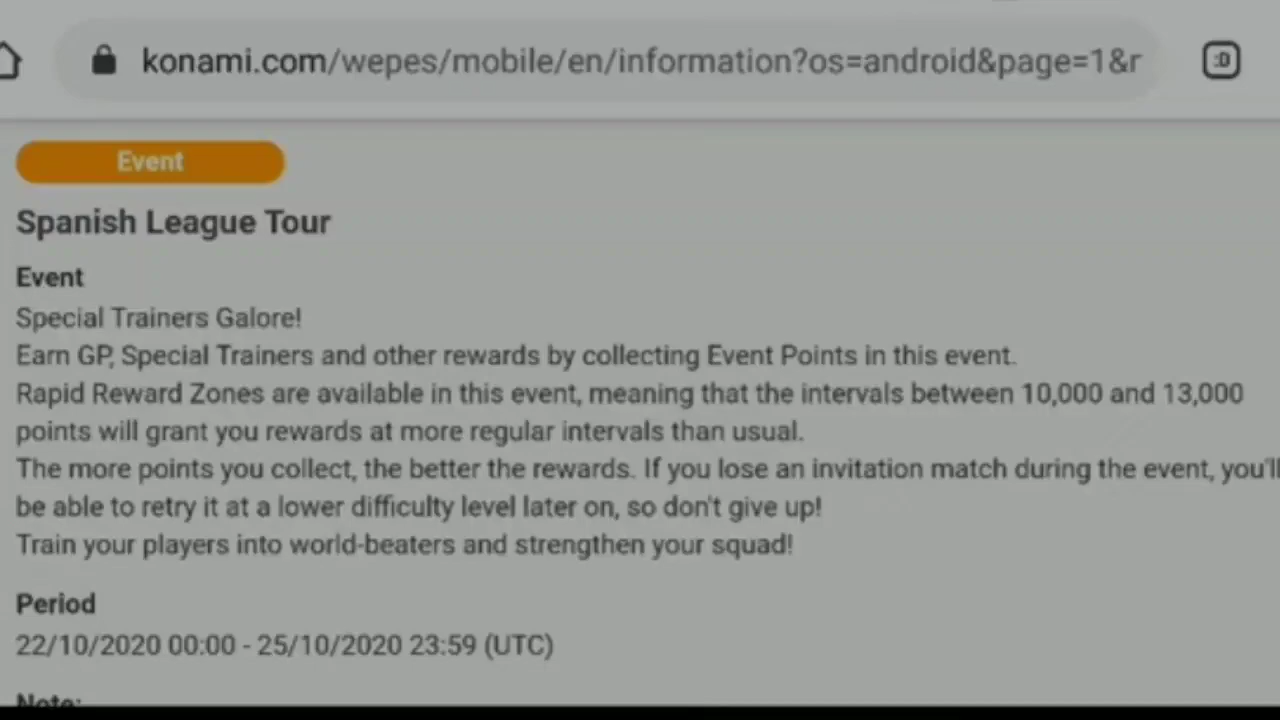 konami.com/wepes/mobile/en/information?os=android&page=1&r
:D
Event
Spanish League Tour
Event
Special Trainers Galore!
Earn GP, Special Trainers and other rewards by collecting Event Points in this event.
Rapid Reward Zones are available in this event, meaning that the intervals between 10,000 and 13,000
points will grant you rewards at more regular intervals than usual.
The more points you collect, the better the rewards. If you lose an invitation match during the event, you'll
be able to retry it at a lower difficulty level later on, so don't give up!
Train your players into world-beaters and strengthen your squad!
Period
22/10/2020 00:00 - 25/10/2020 23:59 (UTC)
Note: